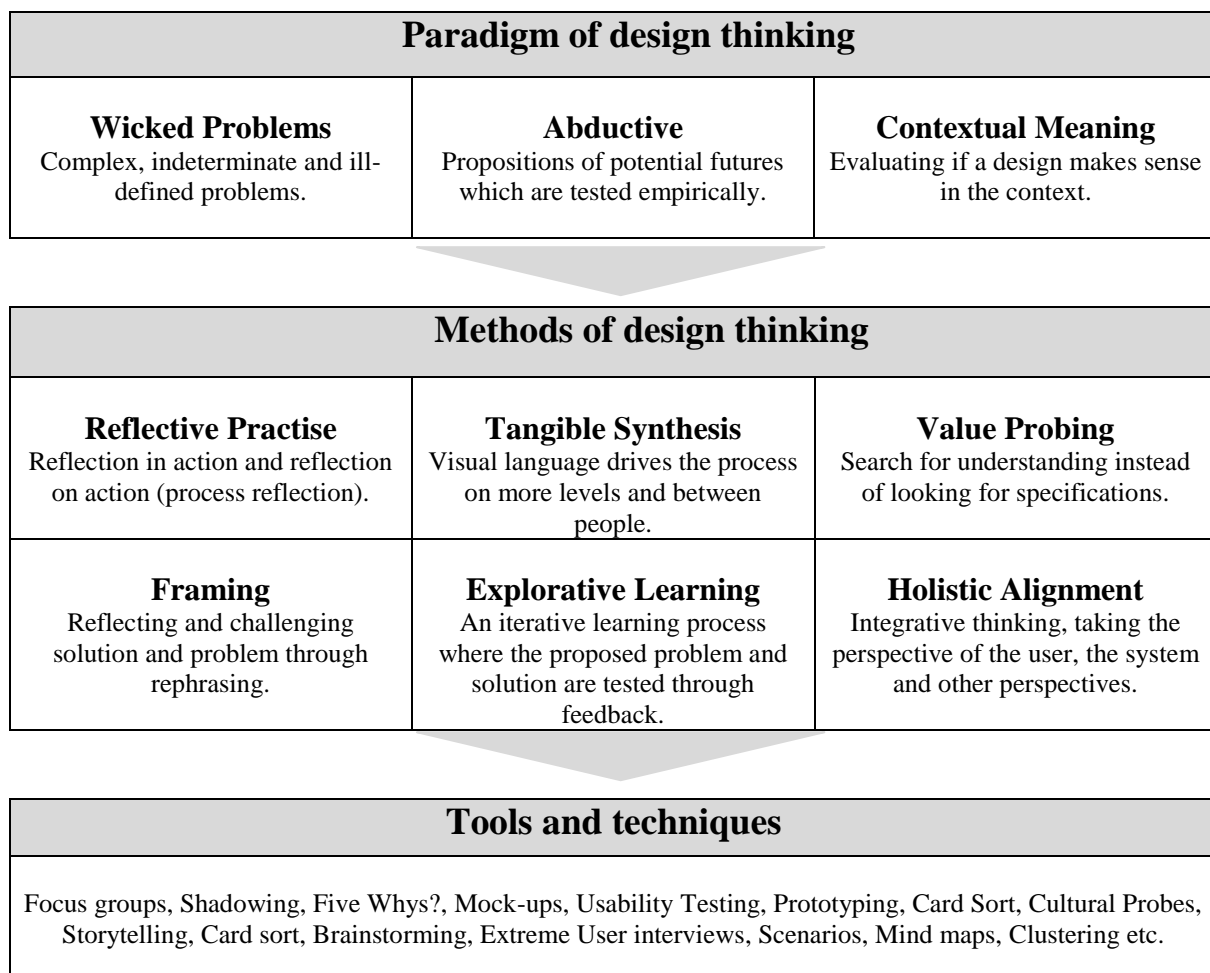 Paradigm of design thinking
Wicked Problems
Complex, indeterminate and ill-
defined problems.
Abductive
Propositions of potential futures
which are tested empirically.
Contextual Meaning
Evaluating if a design makes sense
in the context.
Methods of design thinking
Reflective Practise
Reflection in action and reflection
on action (process reflection).
Tangible Synthesis
Visual language drives the process
on more levels and between
people.
Value Probing
Search for understanding instead
of looking for specifications.
Framing
Reflecting and challenging
solution and problem through
rephrasing.
Explorative Learning
An iterative learning process
where the proposed problem and
solution are tested through
feedback.
Holistic Alignment
Integrative thinking, taking the
perspective of the user, the system
and other perspectives.
Tools and techniques
Focus groups, Shadowing, Five Whys?, Mock-ups, Usability Testing, Prototyping, Card Sort, Cultural Probes,
Storytelling, Card sort, Brainstorming, Extreme User interviews, Scenarios, Mind maps, Clustering etc.